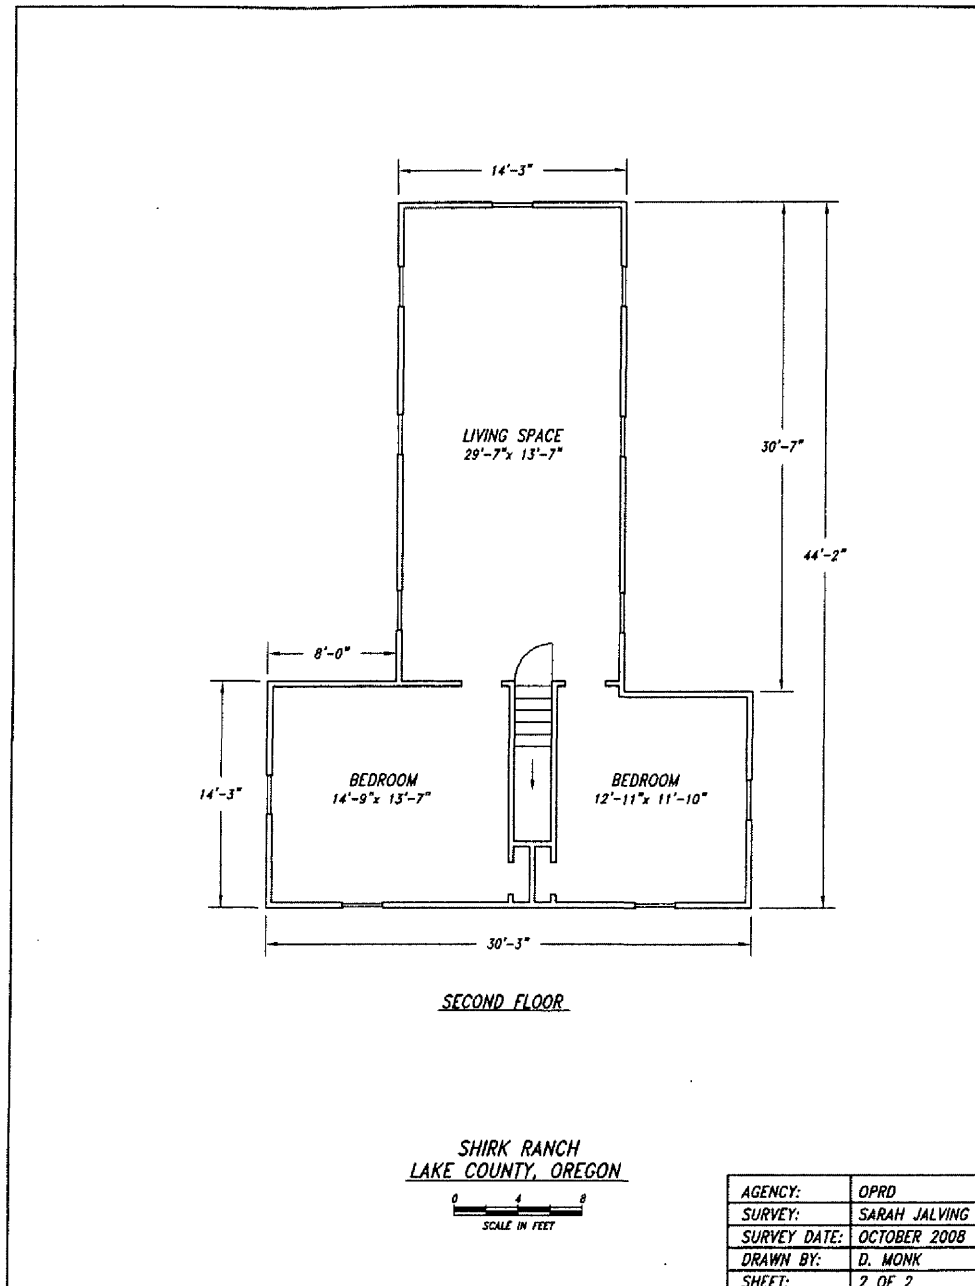 14'-3"
LIVING SPACE
29'-7"x 13'-7"
30'-7"
44'-2"
8'-0"
14'-3"
BEDROOM
14'-9"x 13'-7"
BEDROOM
12'-11"x 11'-10"
30'-3"
SECOND FLOOR
SHIRK RANCH
LAKE COUNTY, OREGON
0 4 8
SCALE IN FEET
AGENCY: OPRD
SURVEY: SARAH JALVING
SURVEY DATE: OCTOBER 2008
DRAWN BY: D. MONK
SHEET: 2 OF 2